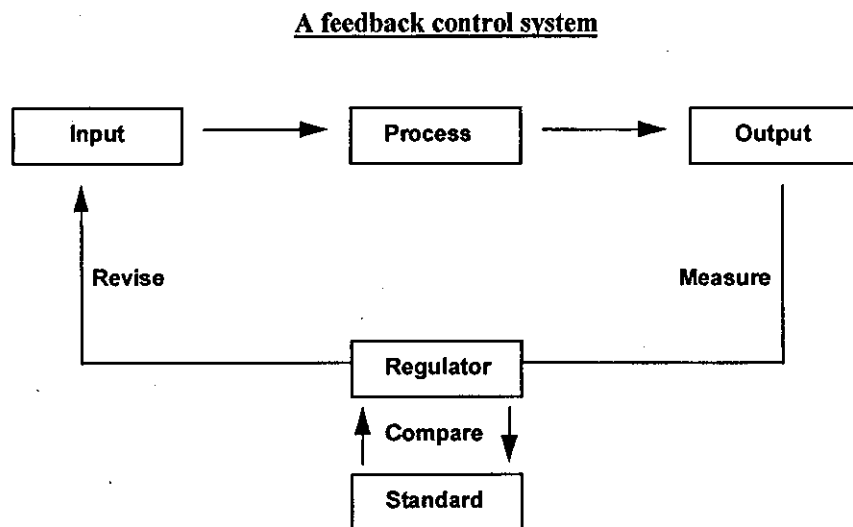 A feedback control system
Input
Process
Output
Revise
Measure
Regulator
Compare
Standard